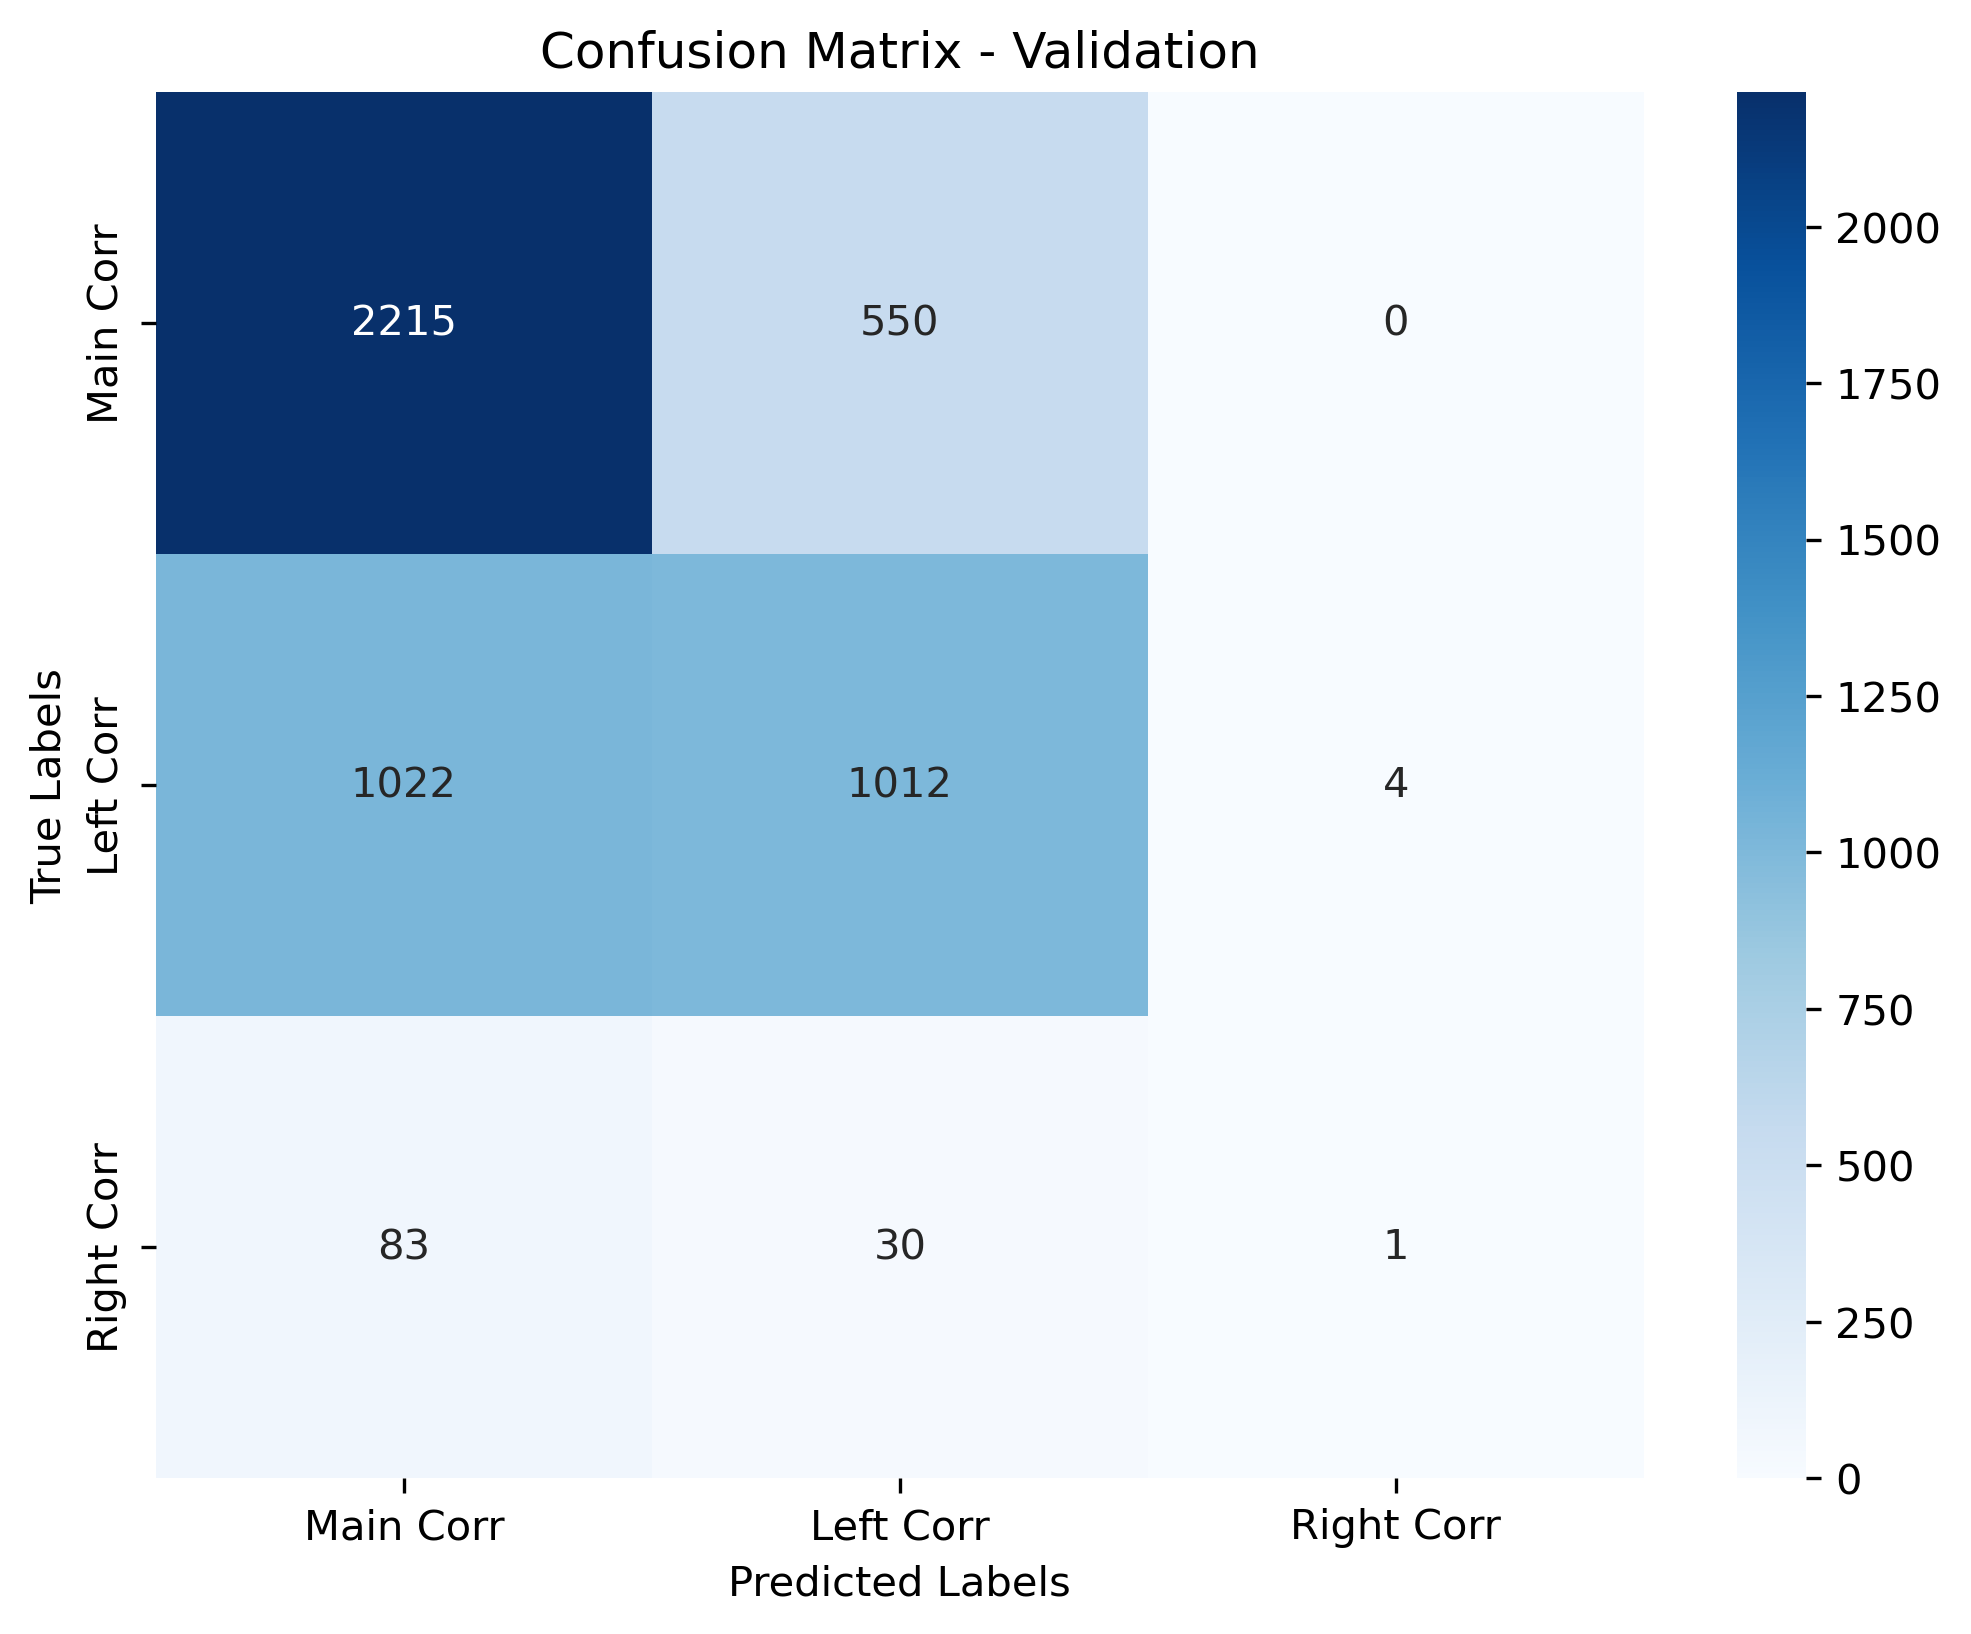 Confusion Matrix - Validation
True Labels
Main Corr
2215 550 0
Left Corr
1022 1012 4
Right Corr
83 30 1
Main Corr Left Corr Right Corr
Predicted Labels
2000
1750
1500
1250
1000
750
500
250
0